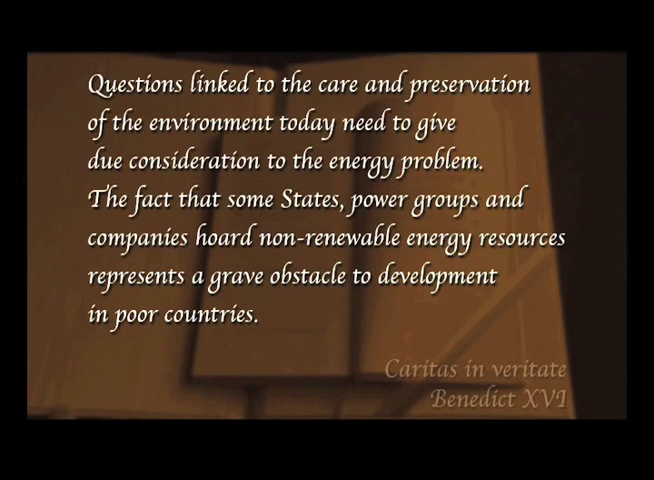 Questions linked to the care and preservation
of the environment today need to give
due consideration to the energy problem.
The fact that some States, power groups and
companies hoard non-renewable energy resources
represents a grave obstacle to development
in poor countries.
Caritas in veritate
Benedict XVI